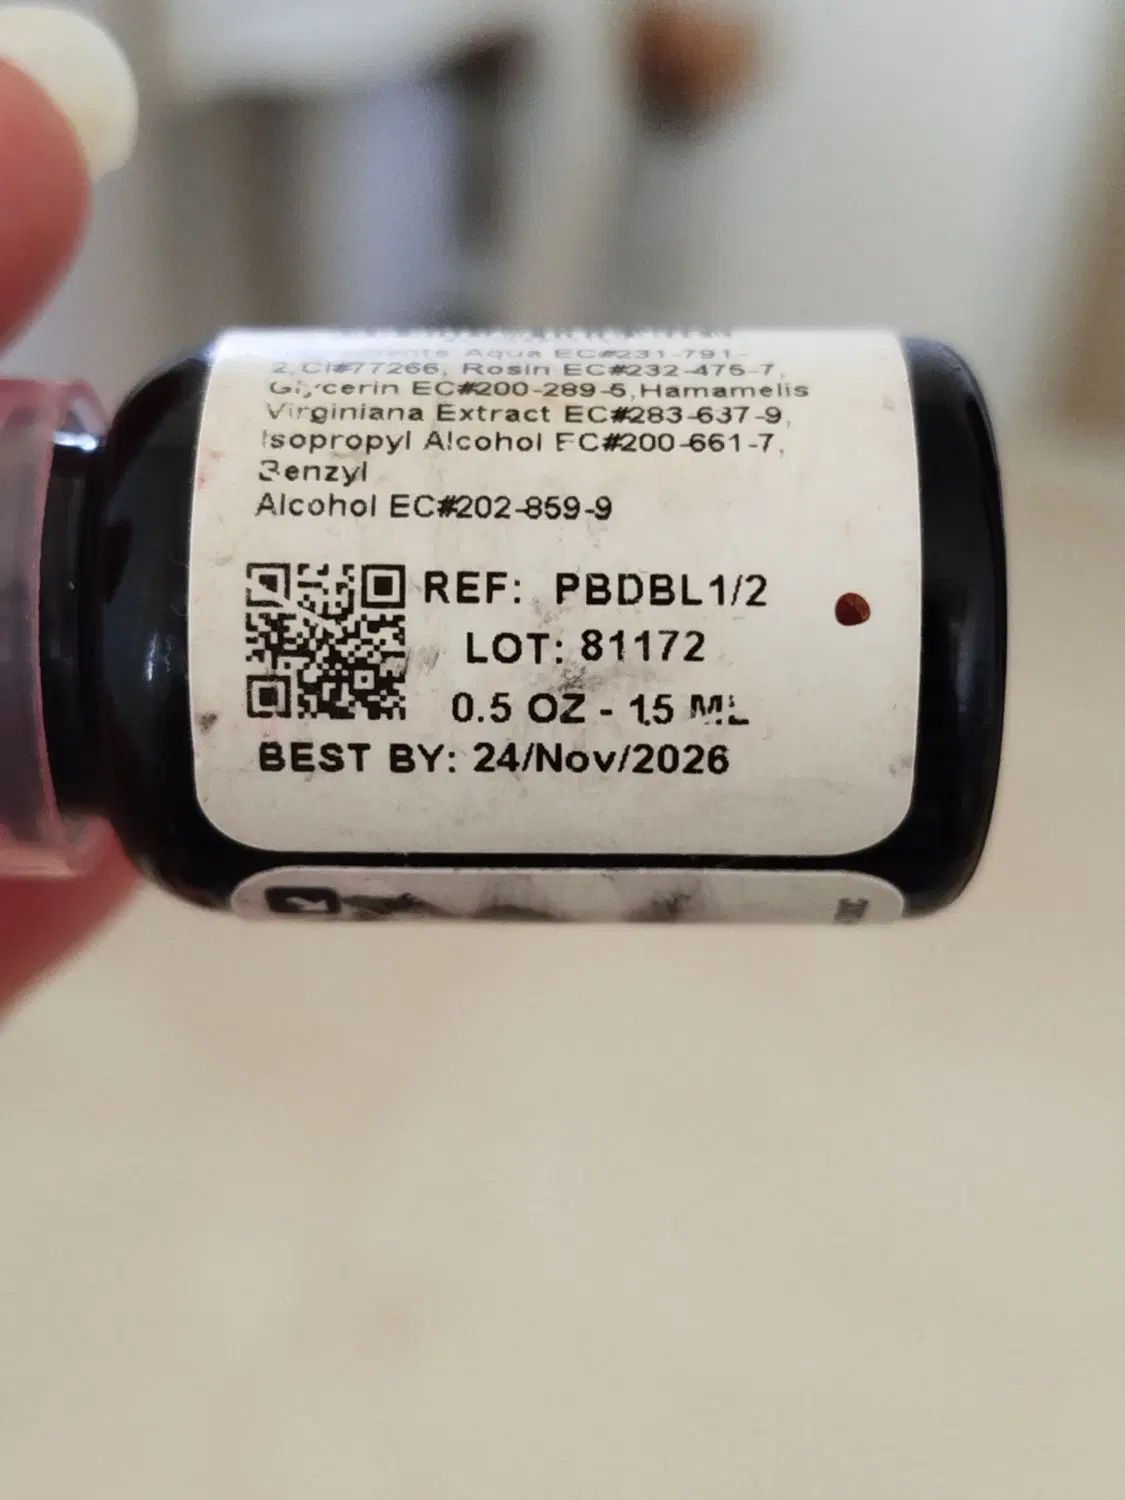 Aqua EC#231-791-
2,CI#77266, Rosin EC#232-475-7,
Glycerin EC#200-289-5,Hamamelis
Virginiana Extract EC#283-637-9,
Isopropyl Alcohol EC#200-661-7,
Benzyl
Alcohol EC#202-859-9
REF: PBDBL1/2
LOT: 81172
0.5 OZ - 15 ML
BEST BY: 24/Nov/2026